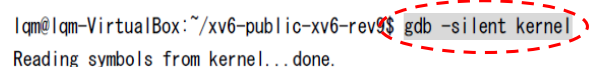 lqm@lqm-VirtualBox:~/xv6-public-xv6-rev9$ gdb -silent kernel
Reading symbols from kernel...done.